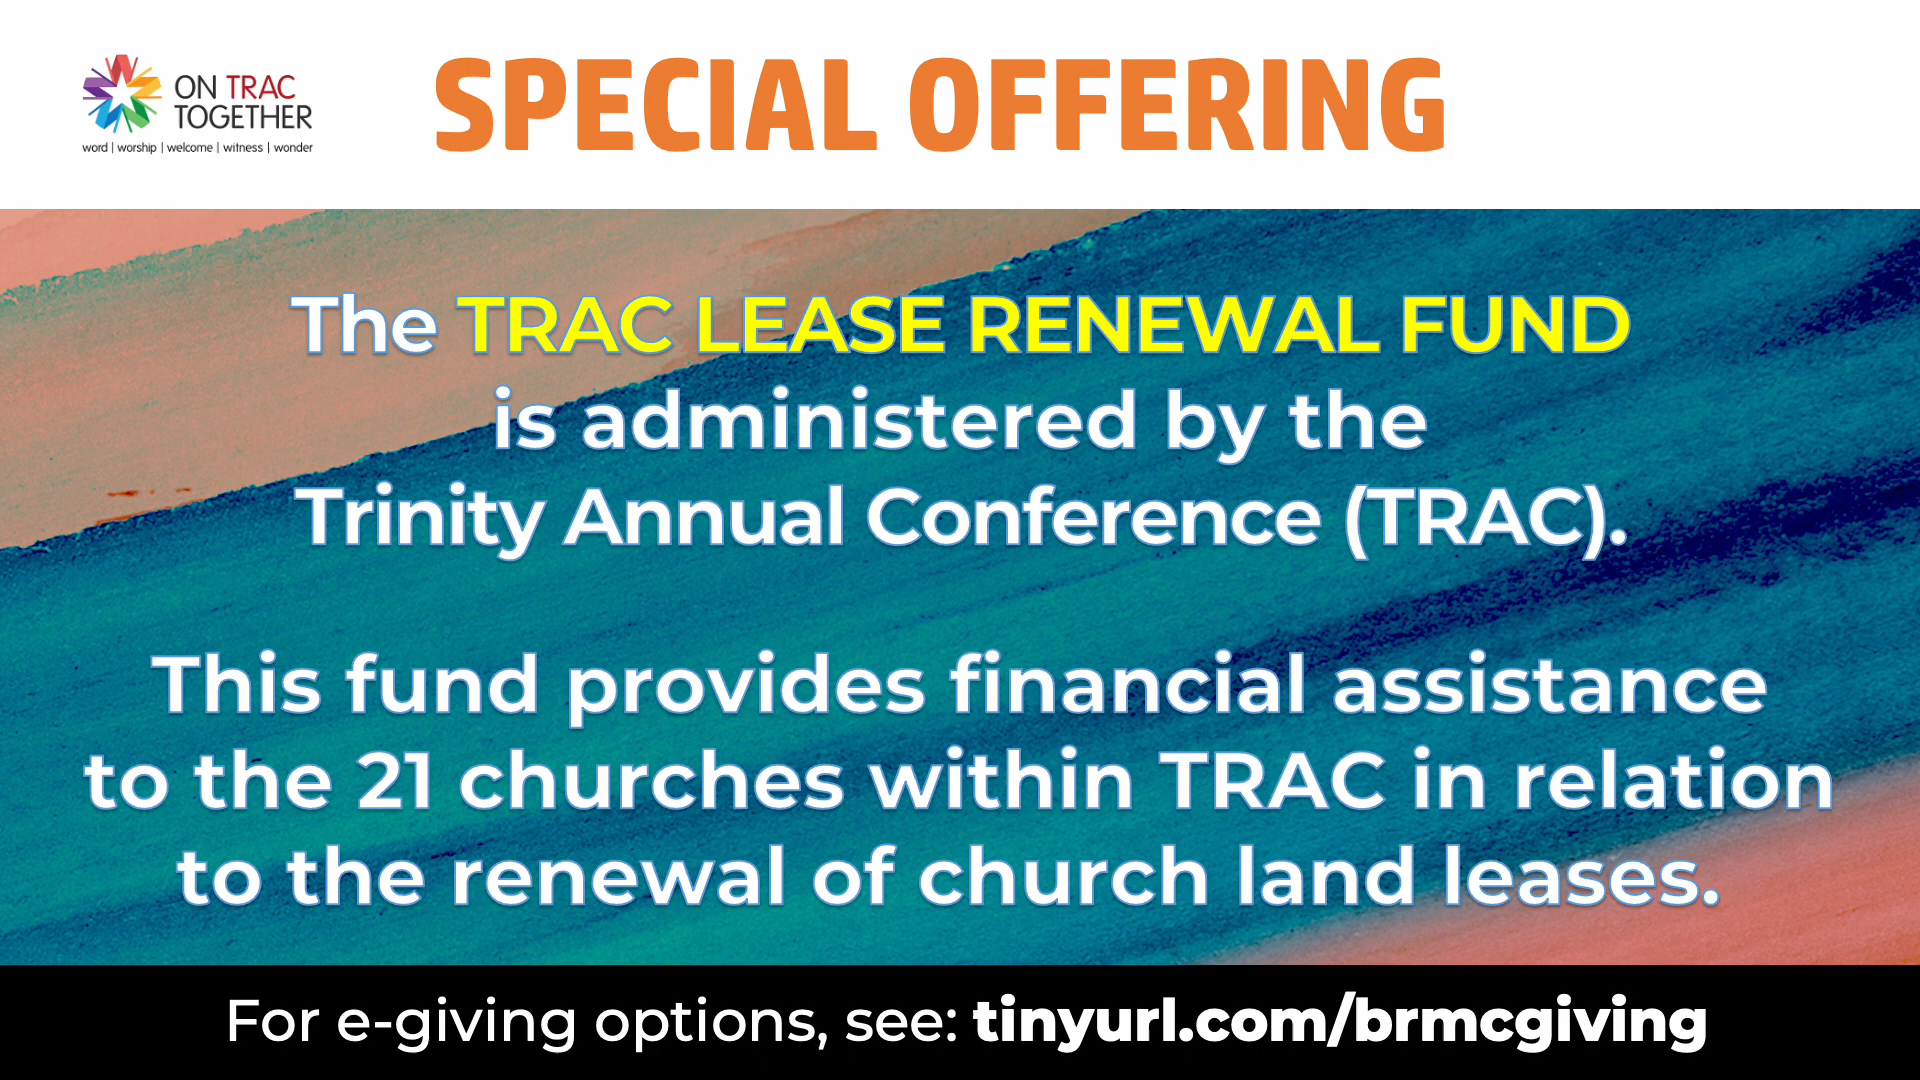 ON TRAC
TOGETHER
word | worship | welcome | witness | wonder
SPECIAL OFFERING
The TRAC LEASE RENEWAL FUND
is administered by the
Trinity Annual Conference (TRAC).
This fund provides financial assistance
to the 21 churches within TRAC in relation
to the renewal of church land leases.
For e-giving options, see: tinyurl.com/brmcgiving